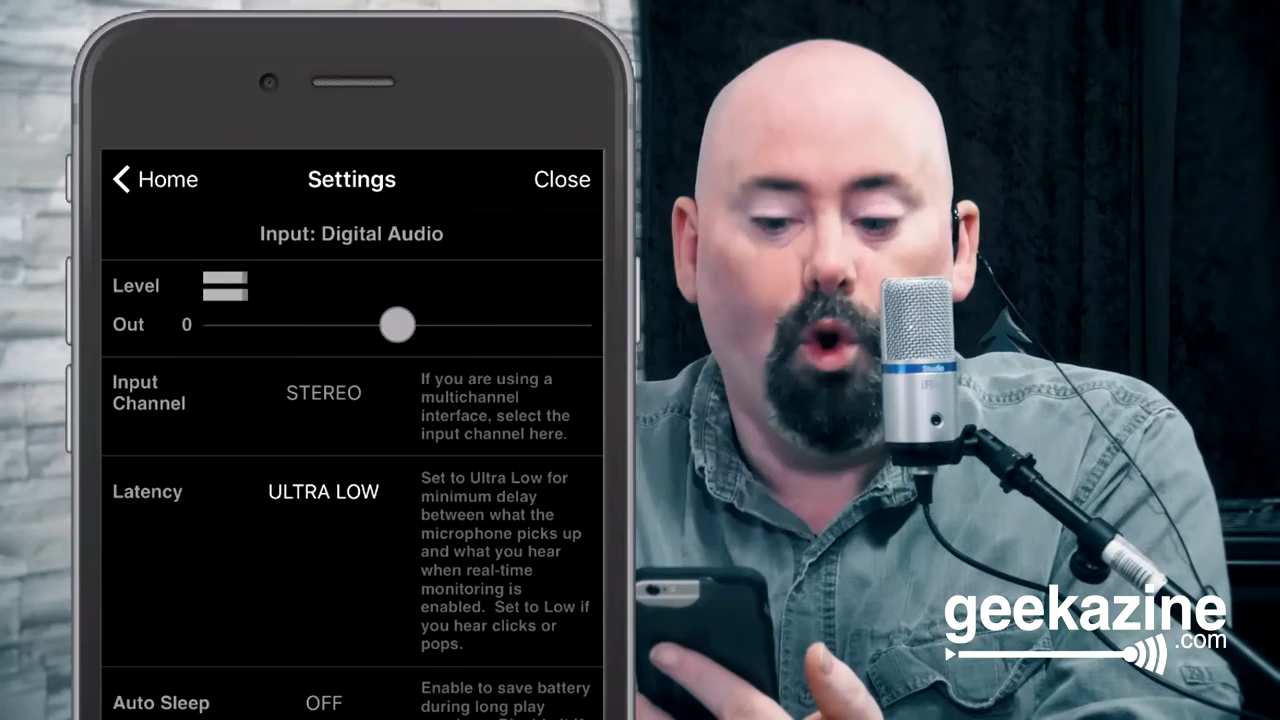 Home Settings Close
Input: Digital Audio
Level
Out 0
Input Channel STEREO
If you are using a
multichannel
interface, select the
input channel here.
Latency ULTRA LOW
Set to Ultra Low for
minimum delay
between what the
microphone picks up
and what you hear
when real-time
monitoring is
enabled. Set to Low if
you hear clicks or
pops.
Auto Sleep OFF
Enable to save battery
during long play
Studio
geekazine
.com